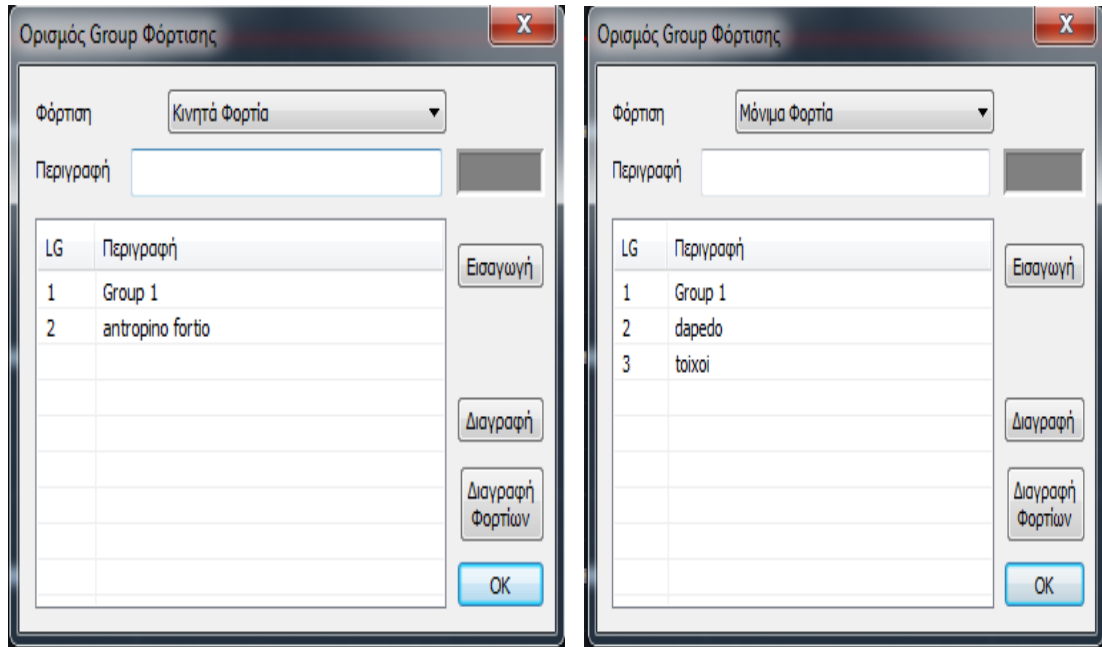 Ορισμός Group Φόρτισης
X
Φόρτιση Κινητά Φορτία
Περιγραφή
LG Περιγραφή
Εισαγωγή
1 Group 1
2 antropino fortio
Διαγραφή
Διαγραφή
Φορτίων
OK
Ορισμός Group Φόρτισης
X
Φόρτιση Μόνιμα Φορτία
Περιγραφή
LG Περιγραφή
Εισαγωγή
1 Group 1
2 dapedo
3 toixoi
Διαγραφή
Διαγραφή
Φορτίων
OK